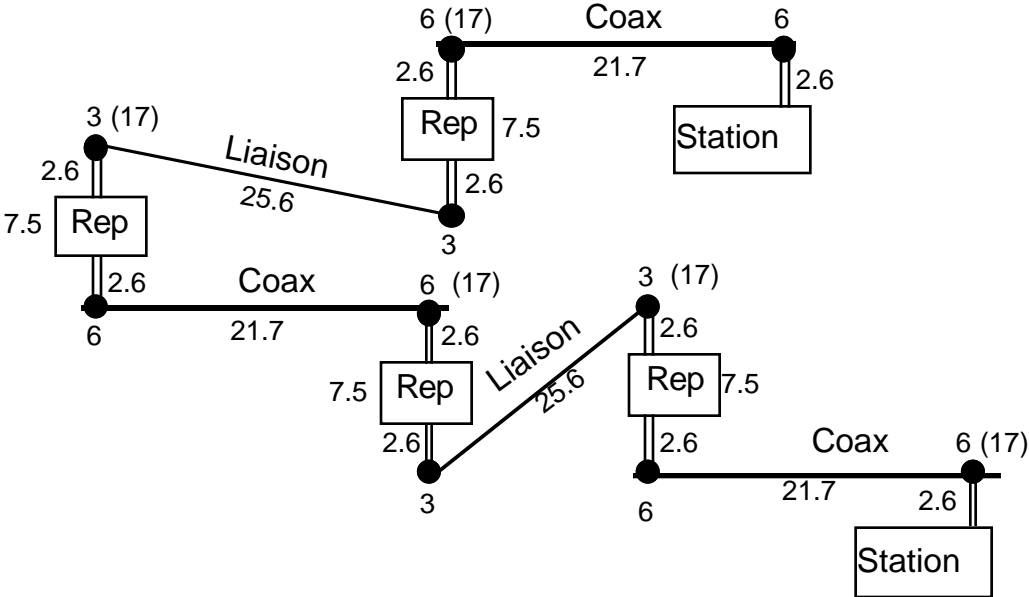 6 (17) Coax 6
2.6 21.7 2.6
Rep 7.5 Station
3 (17)
Liaison
2.6 25.6 2.6
7.5 Rep 3
2.6 Coax 6 (17) 3 (17)
6 21.7 2.6 Liaison 2.6
7.5 Rep 25.6 Rep 7.5
2.6 2.6 Coax 6 (17)
3 6 21.7 2.6
Station